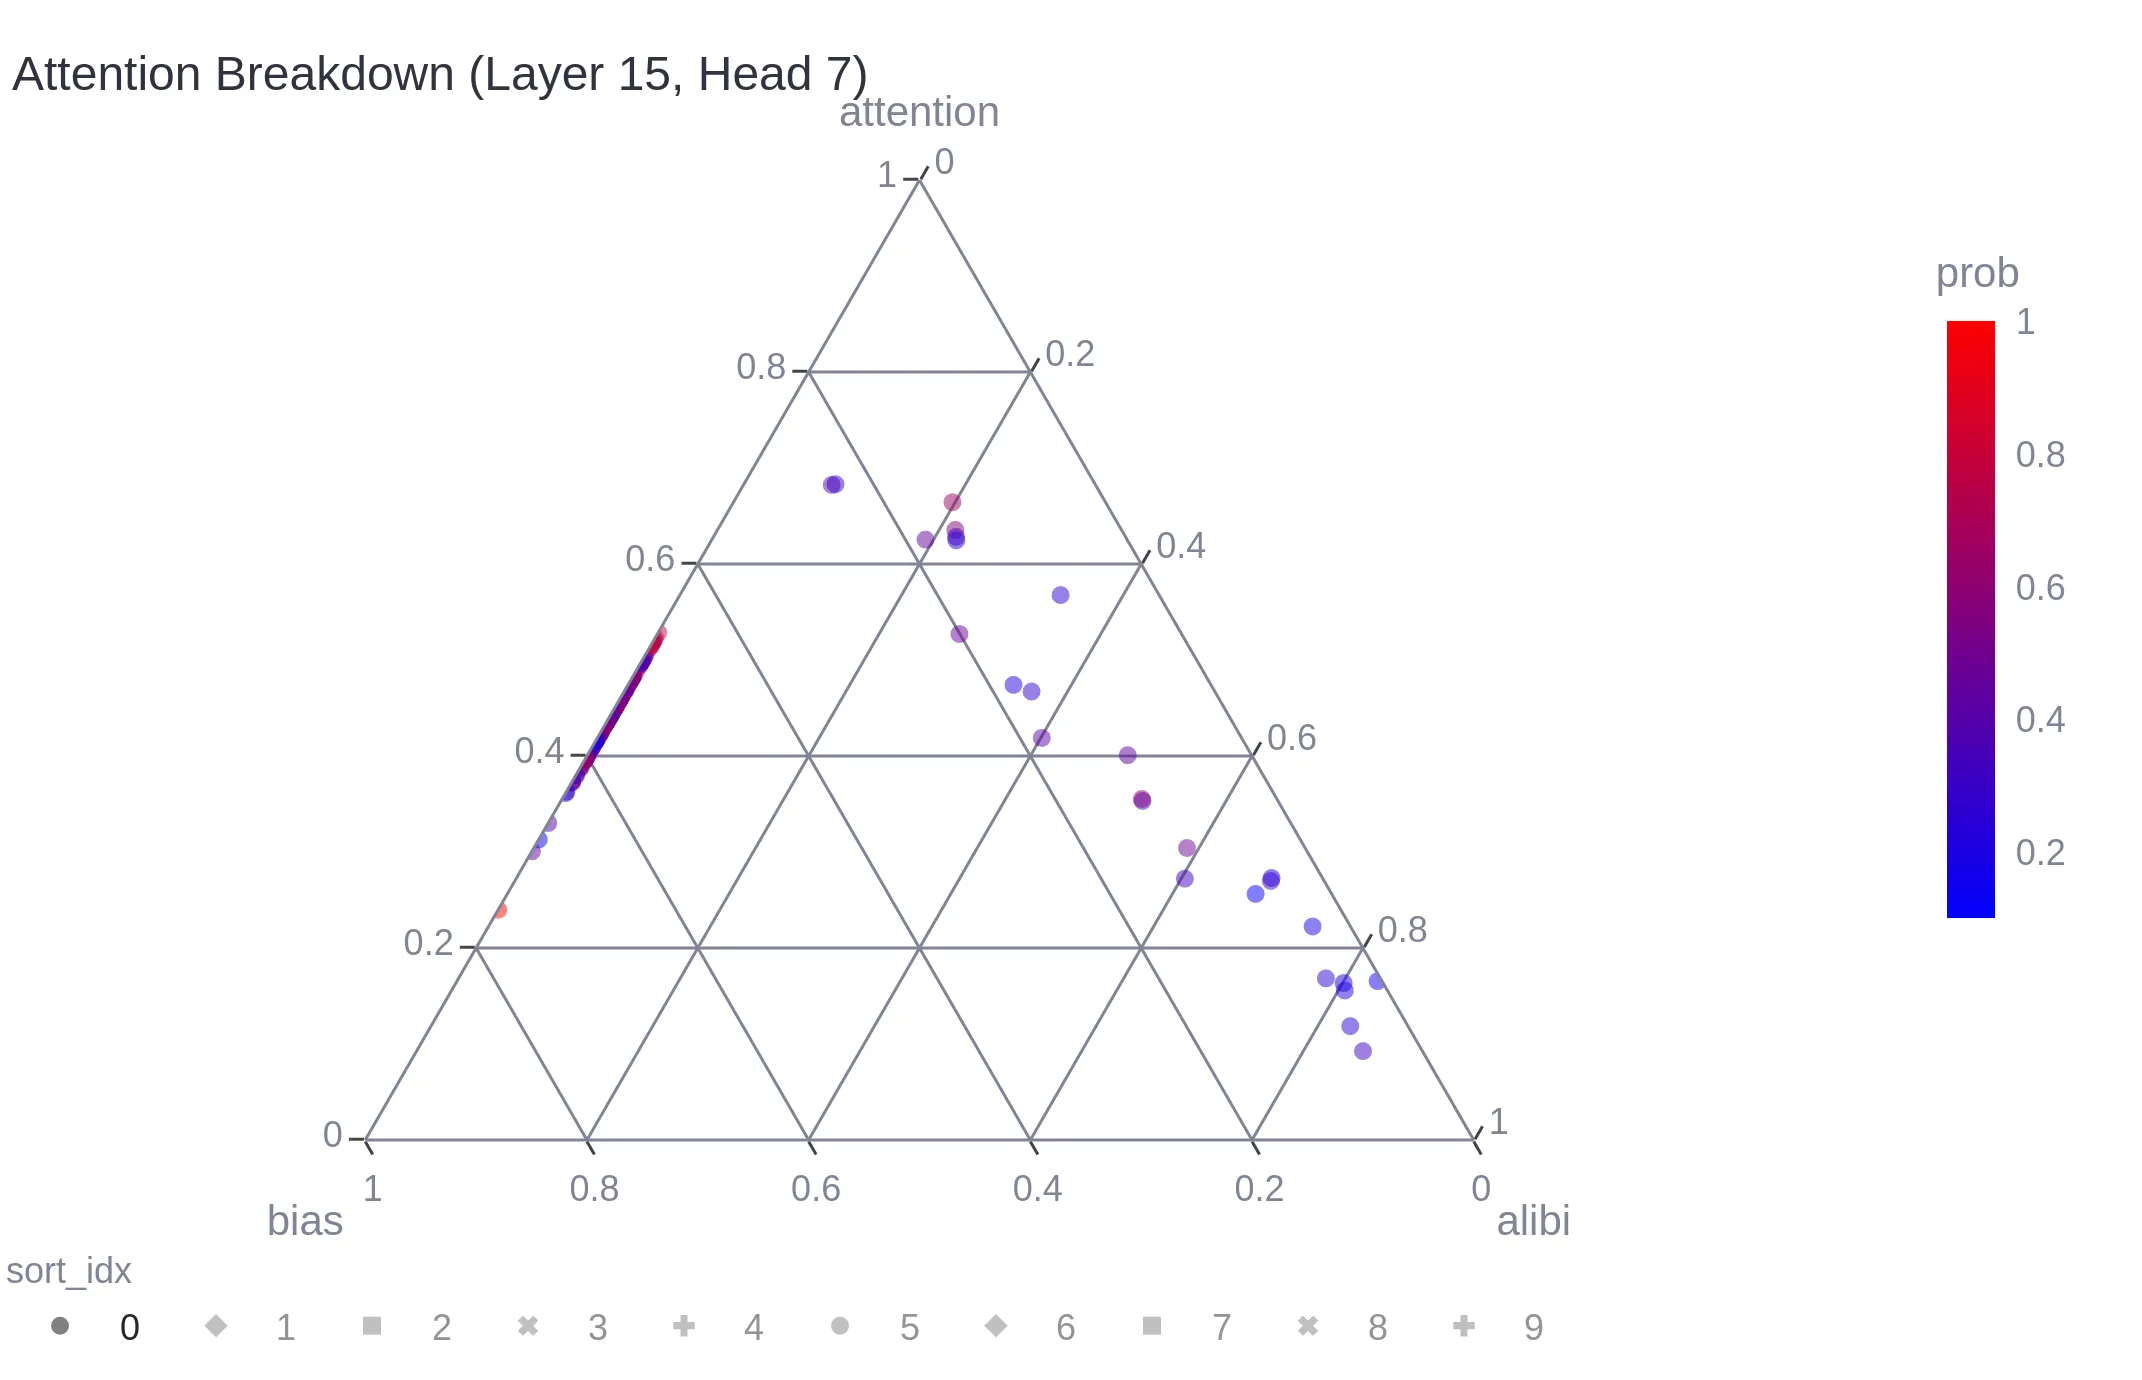 Attention Breakdown (Layer 15, Head 7)
attention
1 0
0.8 0.2
0.6 0.4
0.4 0.6
0.2 0.8
0 1
1 0.8 0.6 0.4 0.2 0
bias alibi
prob
1
0.8
0.6
0.4
0.2
sort_idx
0 1 2 3 4 5 6 7 8 9